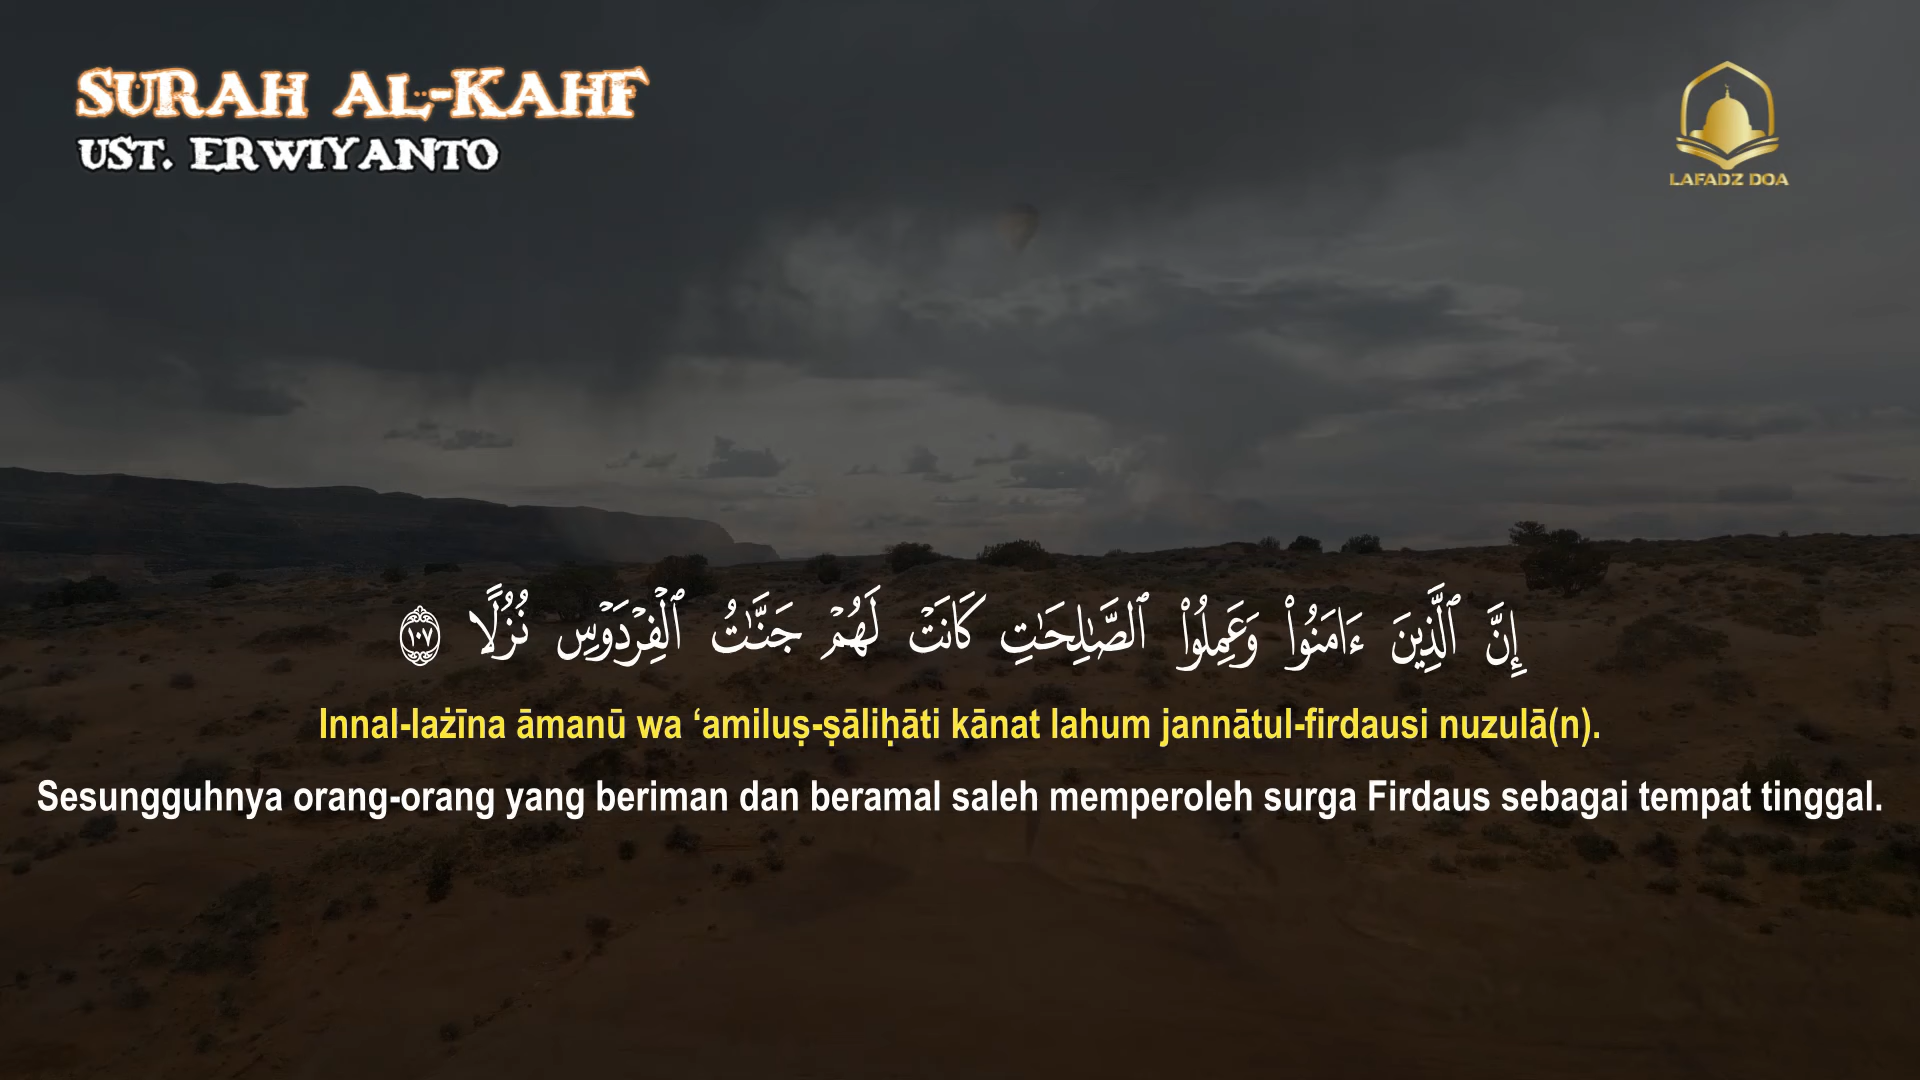 SURAH AL-KAHF
UST. ERWIYANTO
LAFADZ DOA
إِنَّ ٱلَّذِينَ ءَامَنُوا۟ وَعَمِلُوا۟ ٱلصَّـٰلِحَـٰتِ كَانَتْ لَهُمْ جَنَّـٰتُ ٱلْفِرْدَوْسِ نُزُلًا ١٠٧
Innal-lażīna āmanū wa ‘amiluṣ-ṣāliḥāti kānat lahum jannātul-firdausi nuzulā(n).
Sesungguhnya orang-orang yang beriman dan beramal saleh memperoleh surga Firdaus sebagai tempat tinggal.